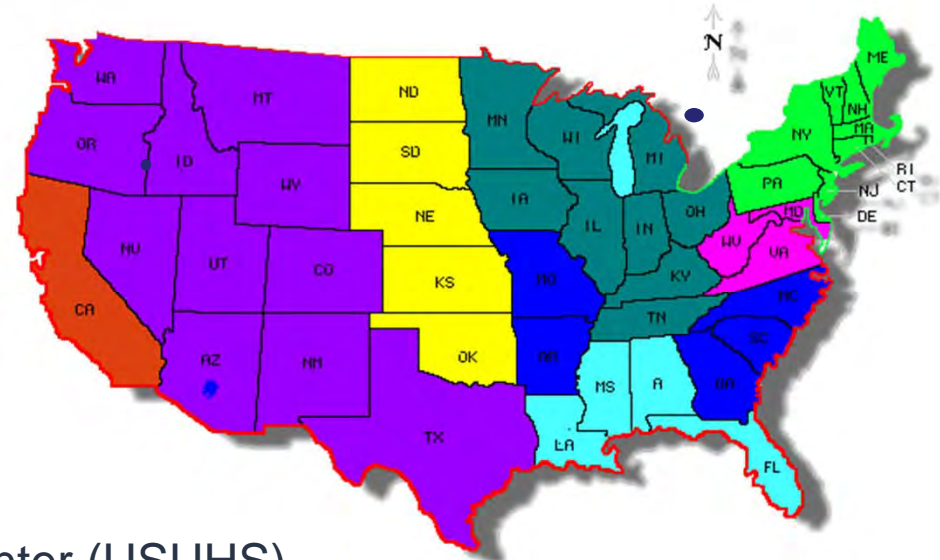 N
ME
WA
MT
ND
MN
VT
NH
WI
NY
MA
OR
ID
SD
MI
RI
CT
WY
PA
NJ
IA
NE
OH
MD
DE
IL
IN
NV
UT
CO
WV
VA
KS
MO
KY
CA
NC
TN
SC
AZ
NM
OK
AR
MS
A
GA
TX
LA
FL
nter (USUHS)